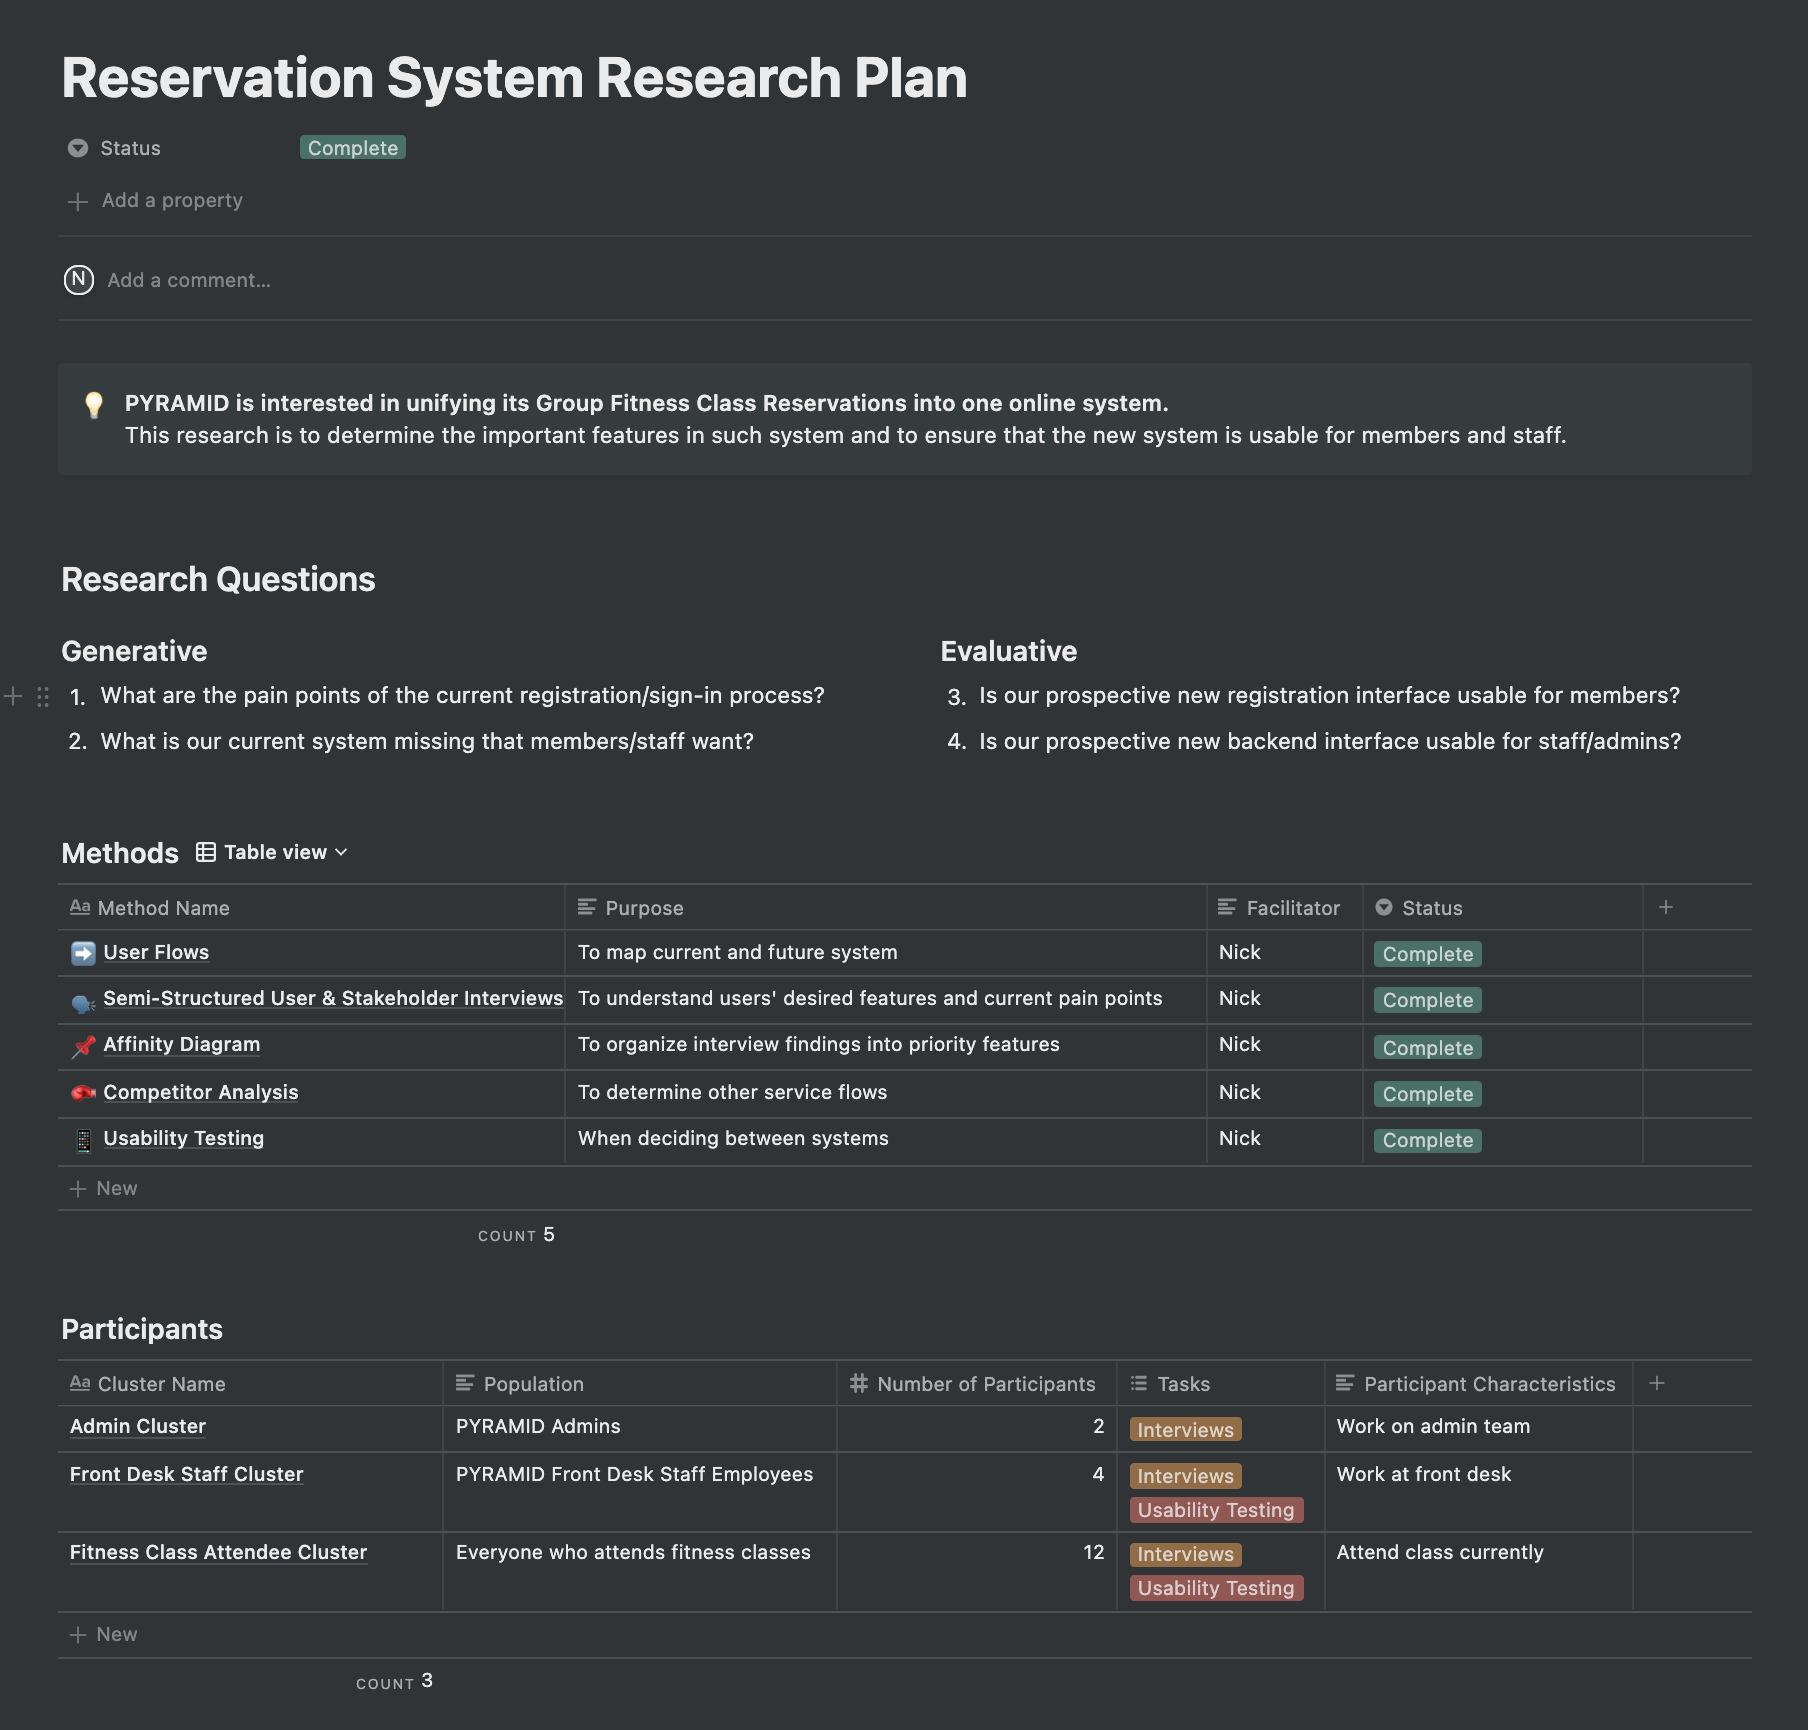 Reservation System Research Plan
Status Complete
Add a property
N Add a comment...
PYRAMID is interested in unifying its Group Fitness Class Reservations into one online system.
This research is to determine the important features in such system and to ensure that the new system is usable for members and staff.
Research Questions
Generative
1. What are the pain points of the current registration/sign-in process?
2. What is our current system missing that members/staff want?
Evaluative
3. Is our prospective new registration interface usable for members?
4. Is our prospective new backend interface usable for staff/admins?
Methods Table view
Aa Method Name Purpose Facilitator Status
User Flows To map current and future system Nick Complete
Semi-Structured User & Stakeholder Interviews To understand users' desired features and current pain points Nick Complete
Affinity Diagram To organize interview findings into priority features Nick Complete
Competitor Analysis To determine other service flows Nick Complete
Usability Testing When deciding between systems Nick Complete
New
COUNT 5
Participants
Aa Cluster Name Population Number of Participants Tasks Participant Characteristics
Admin Cluster PYRAMID Admins 2 Interviews Work on admin team
Front Desk Staff Cluster PYRAMID Front Desk Staff Employees 4 Interviews Work at front desk
Usability Testing
Fitness Class Attendee Cluster Everyone who attends fitness classes 12 Interviews Attend class currently
Usability Testing
New
COUNT 3